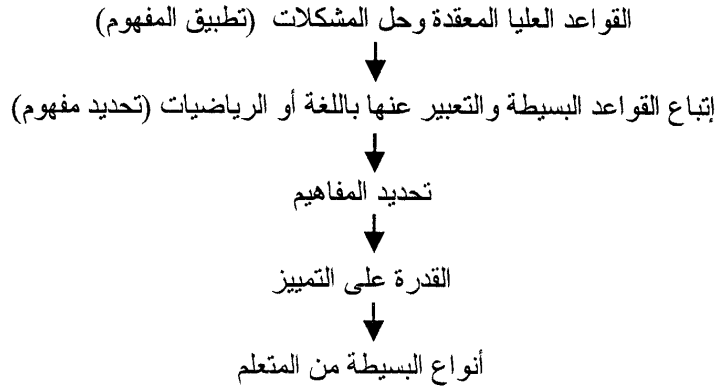 القواعد العليا المعقدة وحل المشكلات (تطبيق المفهوم)
إتباع القواعد البسيطة والتعبير عنها باللغة أو الرياضيات (تحديد مفهوم)
تحديد المفاهيم
القدرة على التمييز
أنواع البسيطة من المتعلم